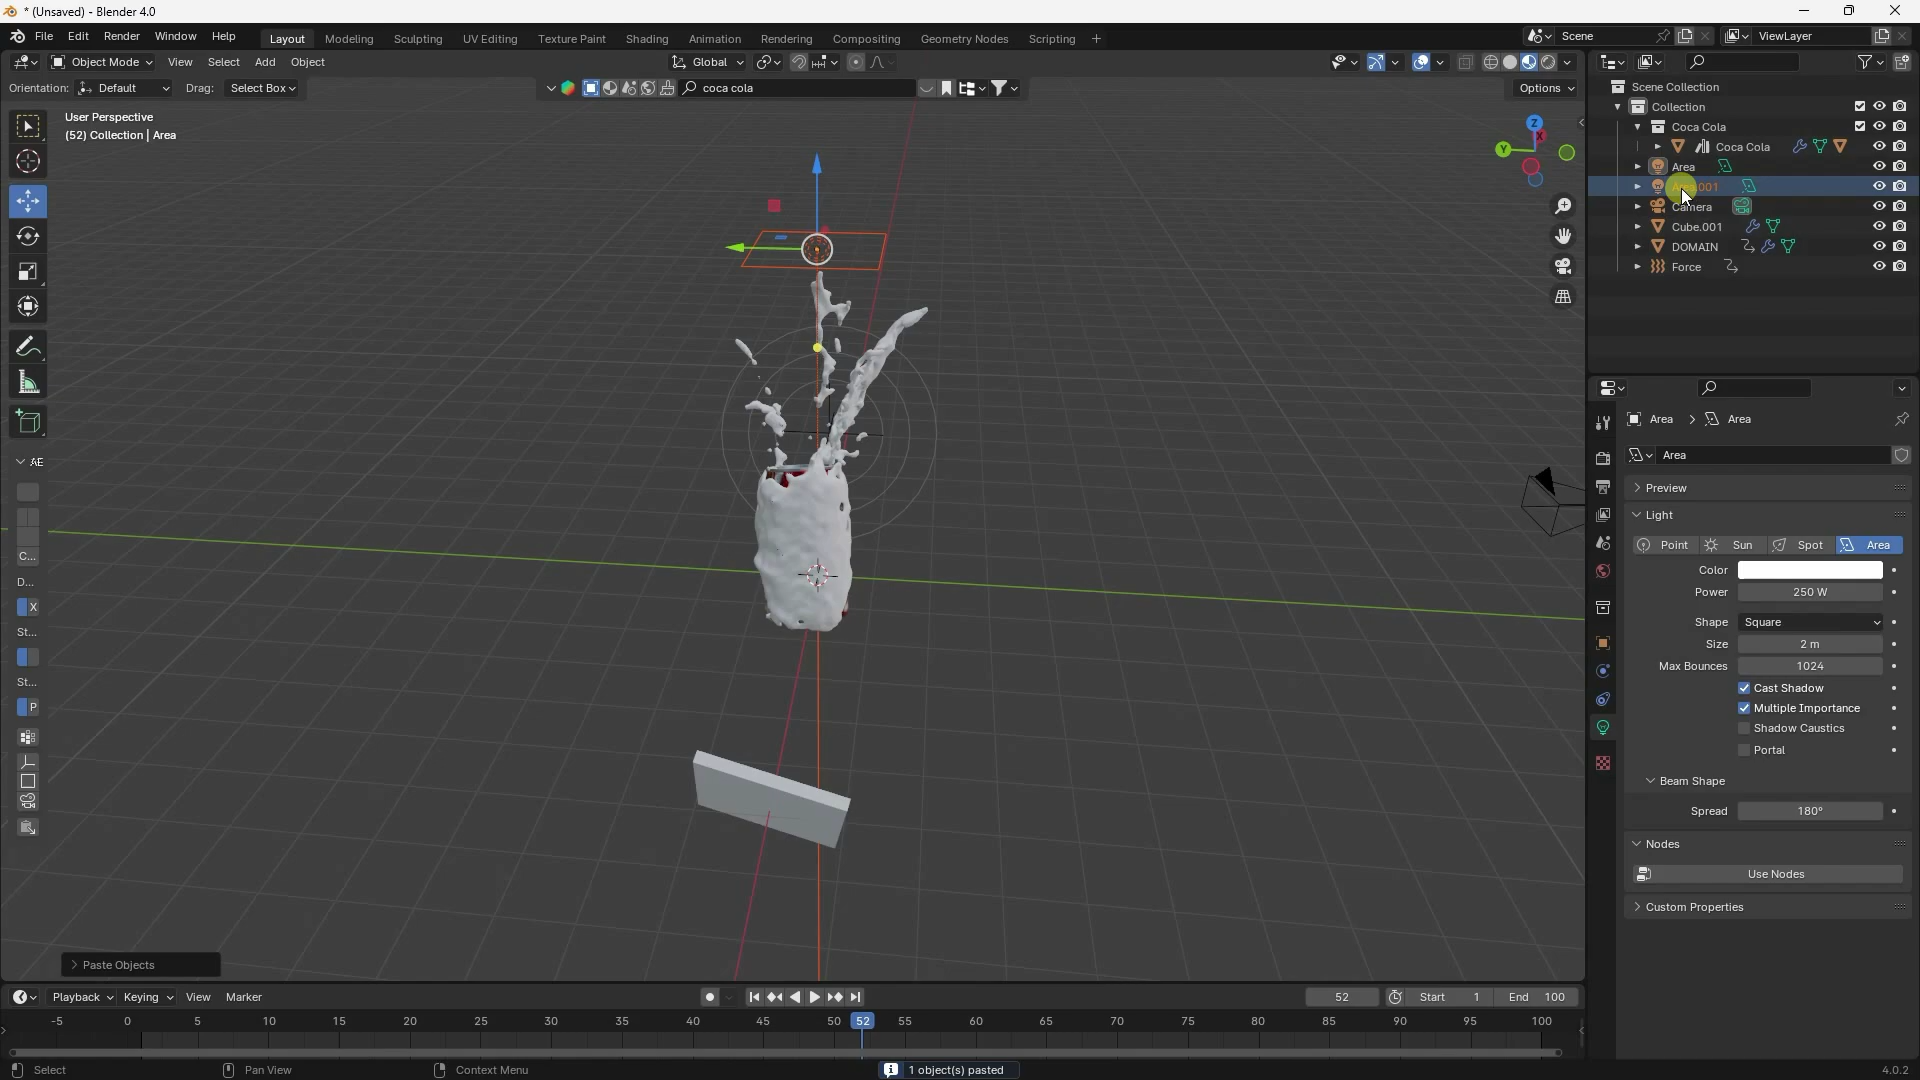 * (Unsaved) - Blender 4.0
File Edit Render Window Help
Layout Modeling Sculpting UV Editing Texture Paint Shading Animation Rendering Compositing Geometry Nodes Scripting +
Scene ViewLayer
Object Mode View Select Add Object Global
Orientation: Default Drag: Select Box coca cola Options
User Perspective
(52) Collection | Area
Z
X
Y
Scene Collection
Collection
Coca Cola
Coca Cola
Area
Camera
Cube.001
DOMAIN
Force
AE
C...
D...
X
St...
St...
P
Area > Area
Area
Preview
Light
Point Sun Spot Area
Color
Power 250 W
Shape Square
Size 2 m
Max Bounces 1024
Cast Shadow
Multiple Importance
Shadow Caustics
Portal
Beam Shape
Spread 180°
Nodes
Use Nodes
Custom Properties
Paste Objects
Playback Keying View Marker 52 Start 1 End 100
-5 0 5 10 15 20 25 30 35 40 45 50 52 55 60 65 70 75 80 85 90 95 100
Select Pan View Context Menu 1 object(s) pasted 4.0.2